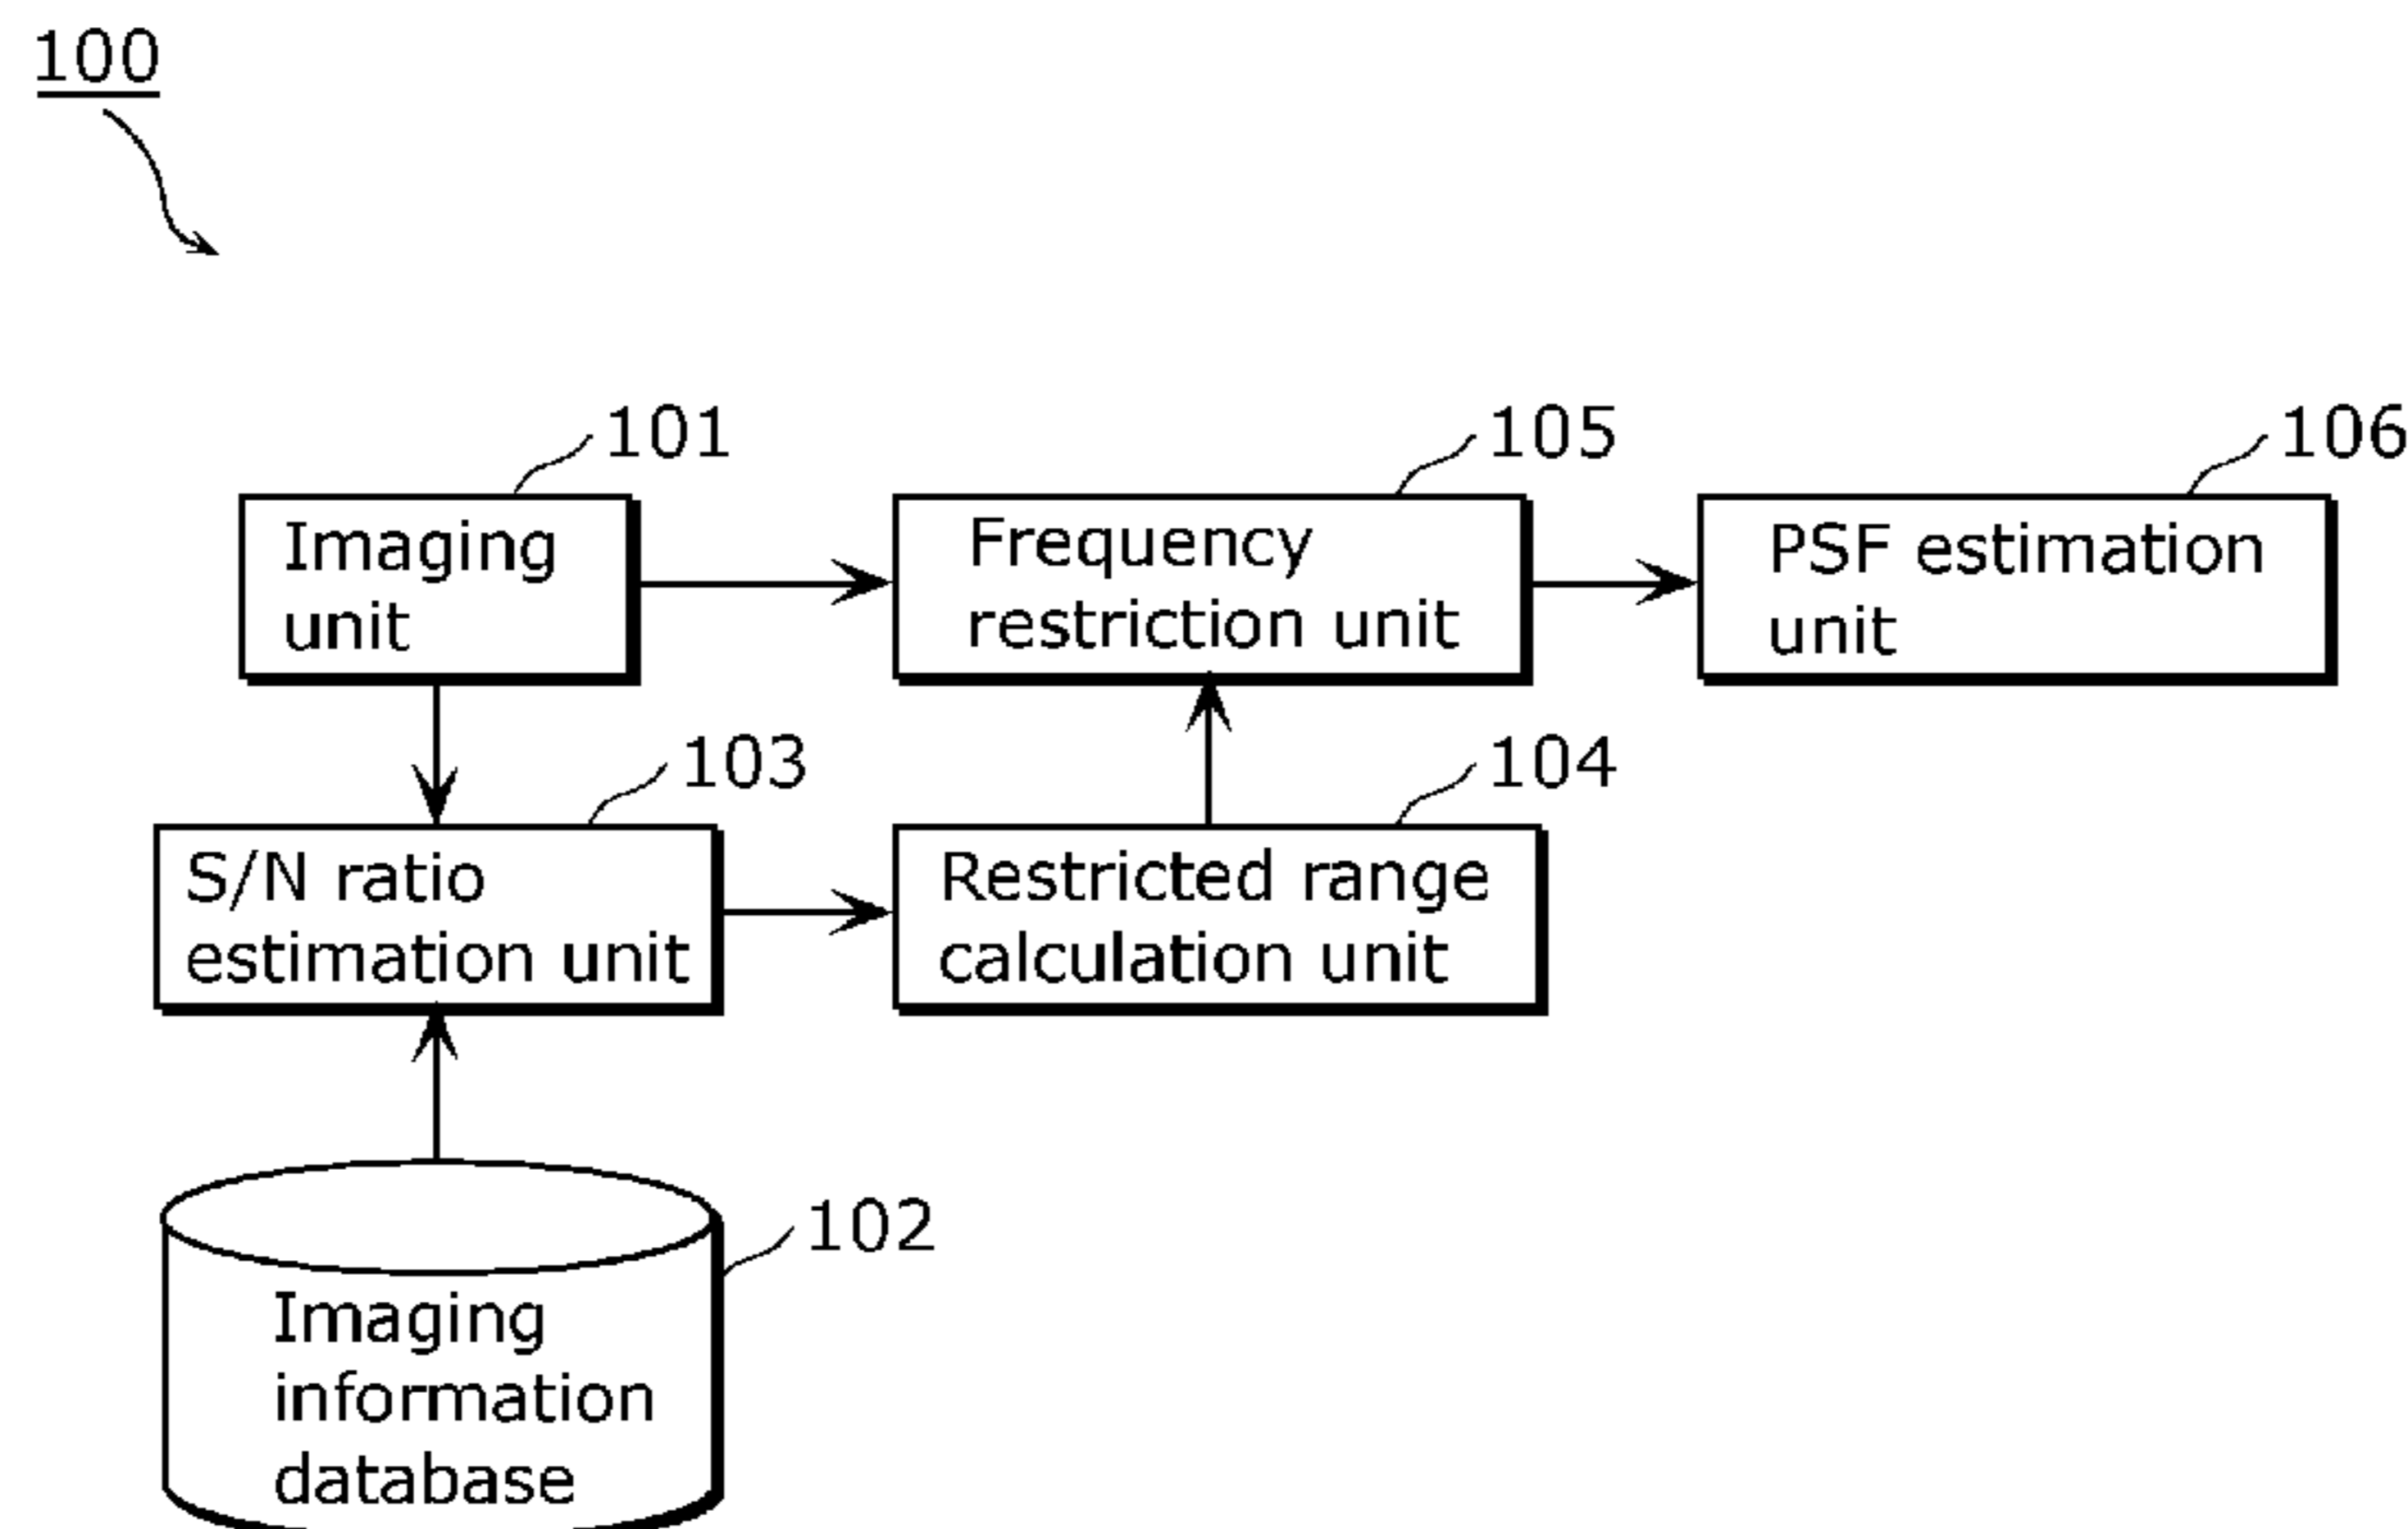 100
101
105
106
Imaging
unit
Frequency
restriction unit
PSF estimation
unit
103
104
S/N ratio
estimation unit
Restricted range
calculation unit
102
Imaging
information
database